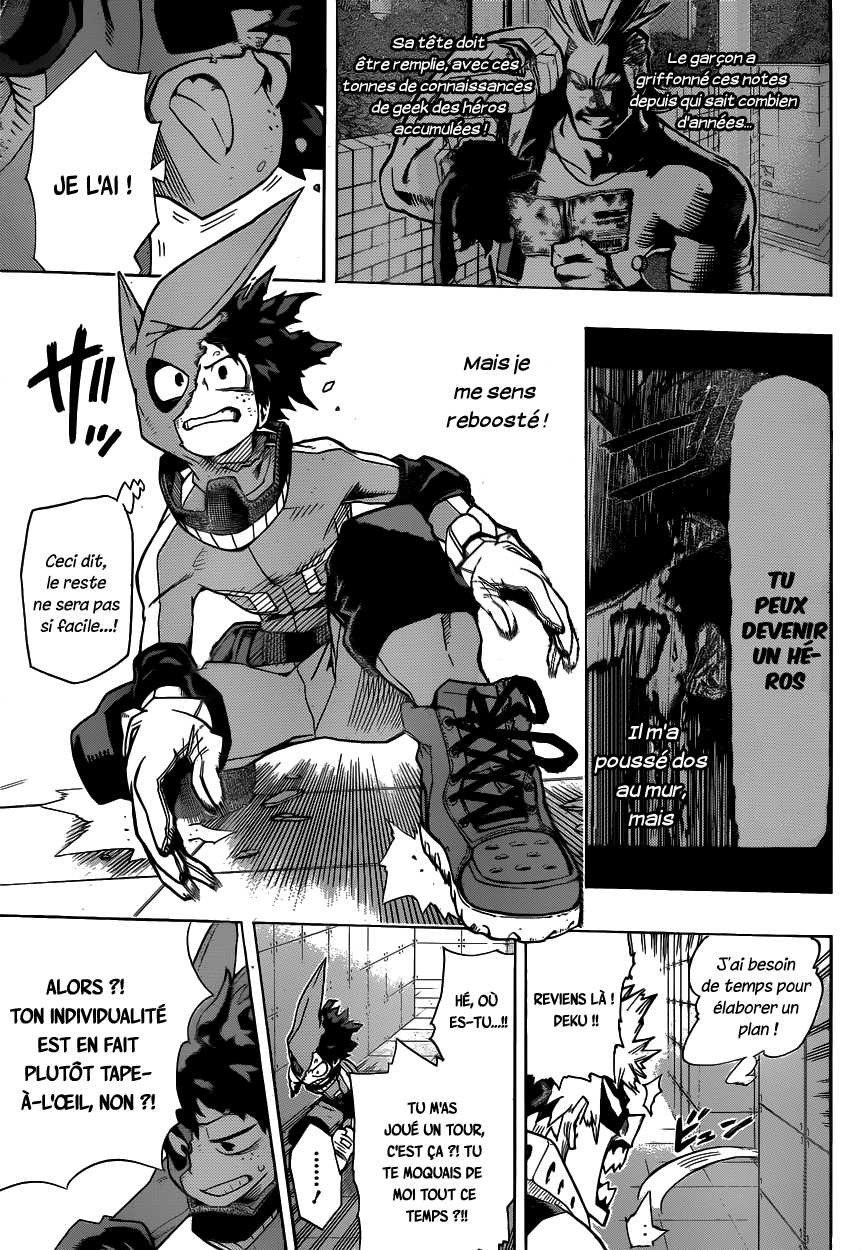 Le garçon a
griffonné ces notes
depuis qui sait combien
d'années...
Sa tête doit
être remplie, avec ces
tonnes de connaissances
de geek des héros
accumulées !
JE L'AI !
TU
PEUX
DEVENIR
UN HÉ-
ROS
Il m'a
poussé dos
au mur,
mais
Mais je
me sens
reboosté !
Ceci dit,
le reste
ne sera pas
si facile...!
J'ai besoin
de temps pour
élaborer un
plan !
REVIENS LÀ !
DEKU !!
...
ビュン
HÉ, OÙ
ES-TU...!!
TU M'AS
JOUÉ UN TOUR,
C'EST ÇA ?! TU
TE MOQUAIS DE
MOI TOUT CE
TEMPS ?!!
......!
ALORS ?!
TON INDIVIDUALITÉ
EST EN FAIT
PLUTÔT TAPE-
À-L'ŒIL, NON ?!